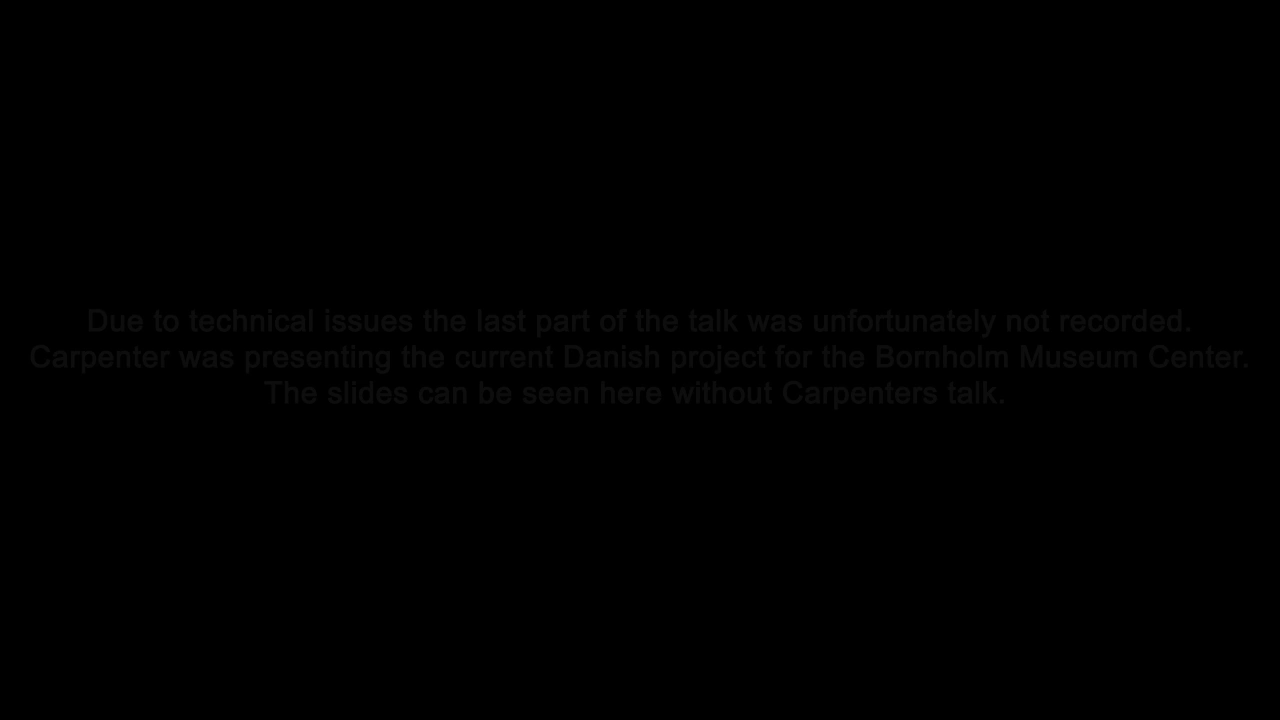 Due to technical issues the last part of the talk was unfortunately not recorded.
Carpenter was presenting the current Danish project for the Bornholm Museum Center.
The slides can be seen here without Carpenters talk.